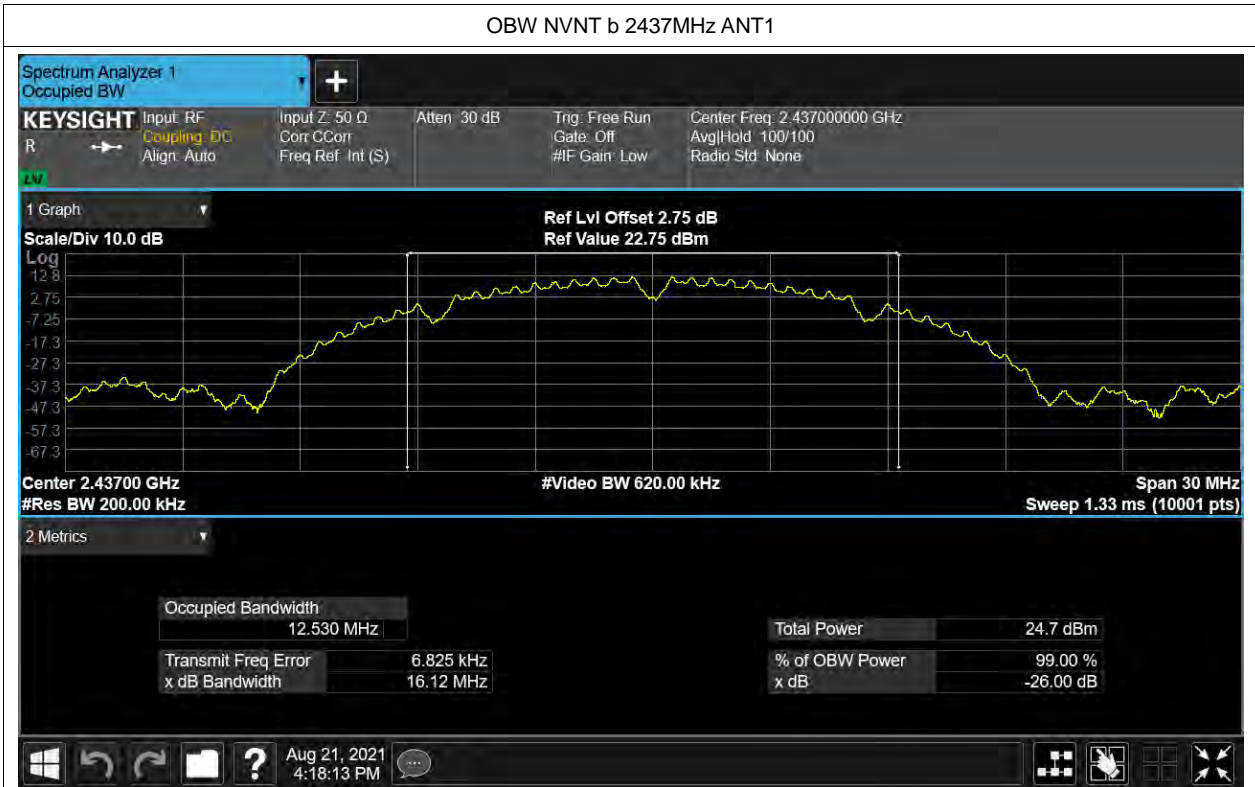 OBW NVNT b 2437MHz ANT1
Spectrum Analyzer 1
Occupied BW
KEYSIGHT
R
LV
Input: RF
Coupling: DC
Align: Auto
Input Z: 50 Ω
Corr CCorr
Freq Ref: Int (S)
Atten: 30 dB
Trig: Free Run
Gate: Off
#IF Gain: Low
Center Freq: 2.437000000 GHz
Avg|Hold: 100/100
Radio Std: None
1 Graph
Scale/Div 10.0 dB
Ref Lvl Offset 2.75 dB
Ref Value 22.75 dBm
Log
12.8
2.75
-7.25
-17.3
-27.3
-37.3
-47.3
-57.3
-67.3
Center 2.43700 GHz
#Res BW 200.00 kHz
#Video BW 620.00 kHz
Span 30 MHz
Sweep 1.33 ms (10001 pts)
2 Metrics
Occupied Bandwidth
12.530 MHz
Transmit Freq Error 6.825 kHz
x dB Bandwidth 16.12 MHz
Total Power 24.7 dBm
% of OBW Power 99.00 %
x dB -26.00 dB
?
Aug 21, 2021
4:18:13 PM